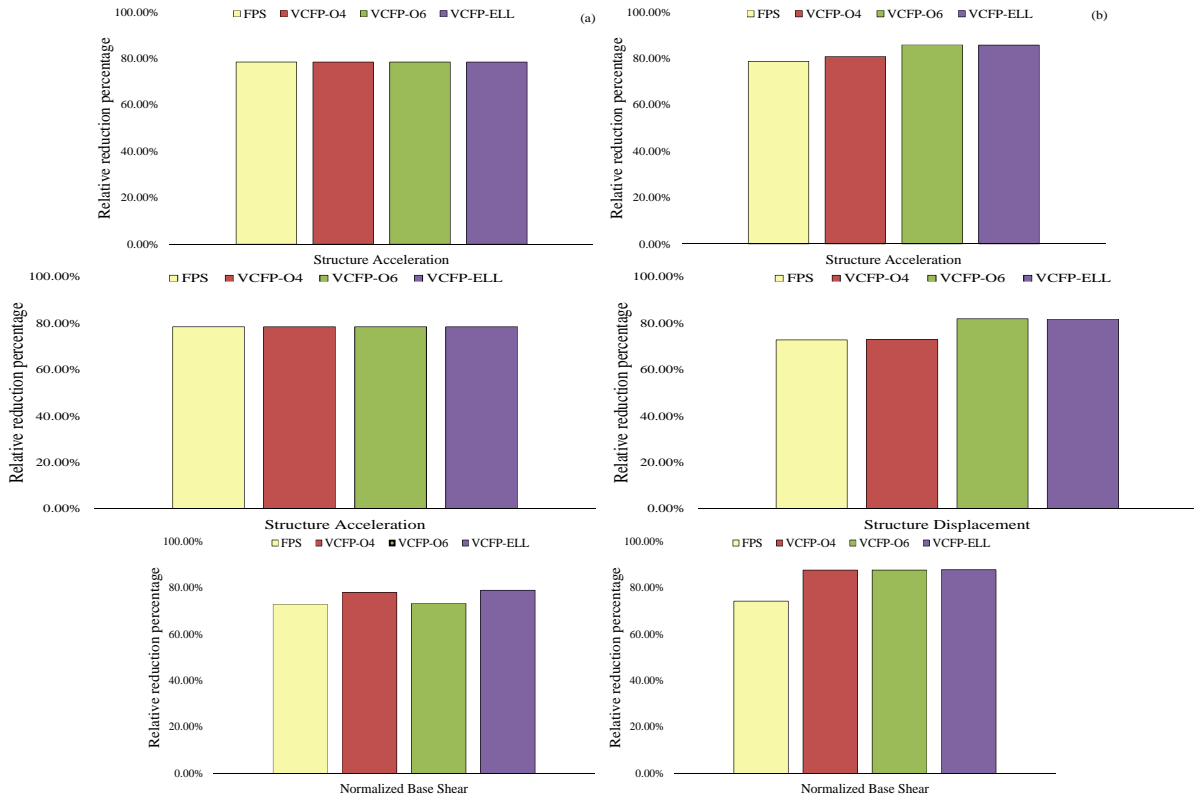 (a)
FPS VCFP-O4 VCFP-O6 VCFP-ELL
Relative reduction percentage
100.00%
80.00%
60.00%
40.00%
20.00%
0.00%
Structure Acceleration
(b)
FPS VCFP-O4 VCFP-O6 VCFP-ELL
Relative reduction percentage
100.00%
80.00%
60.00%
40.00%
20.00%
0.00%
Structure Acceleration
FPS VCFP-O4 VCFP-O6 VCFP-ELL
Relative reduction percentage
100.00%
80.00%
60.00%
40.00%
20.00%
0.00%
Structure Acceleration
FPS VCFP-O4 VCFP-O6 VCFP-ELL
Relative reduction percentage
100.00%
80.00%
60.00%
40.00%
20.00%
0.00%
Structure Displacement
FPS VCFP-O4 VCFP-O6 VCFP-ELL
Relative reduction percentage
100.00%
80.00%
60.00%
40.00%
20.00%
0.00%
Normalized Base Shear
FPS VCFP-O4 VCFP-O6 VCFP-ELL
Relative reduction percentage
100.00%
80.00%
60.00%
40.00%
20.00%
0.00%
Normalized Base Shear